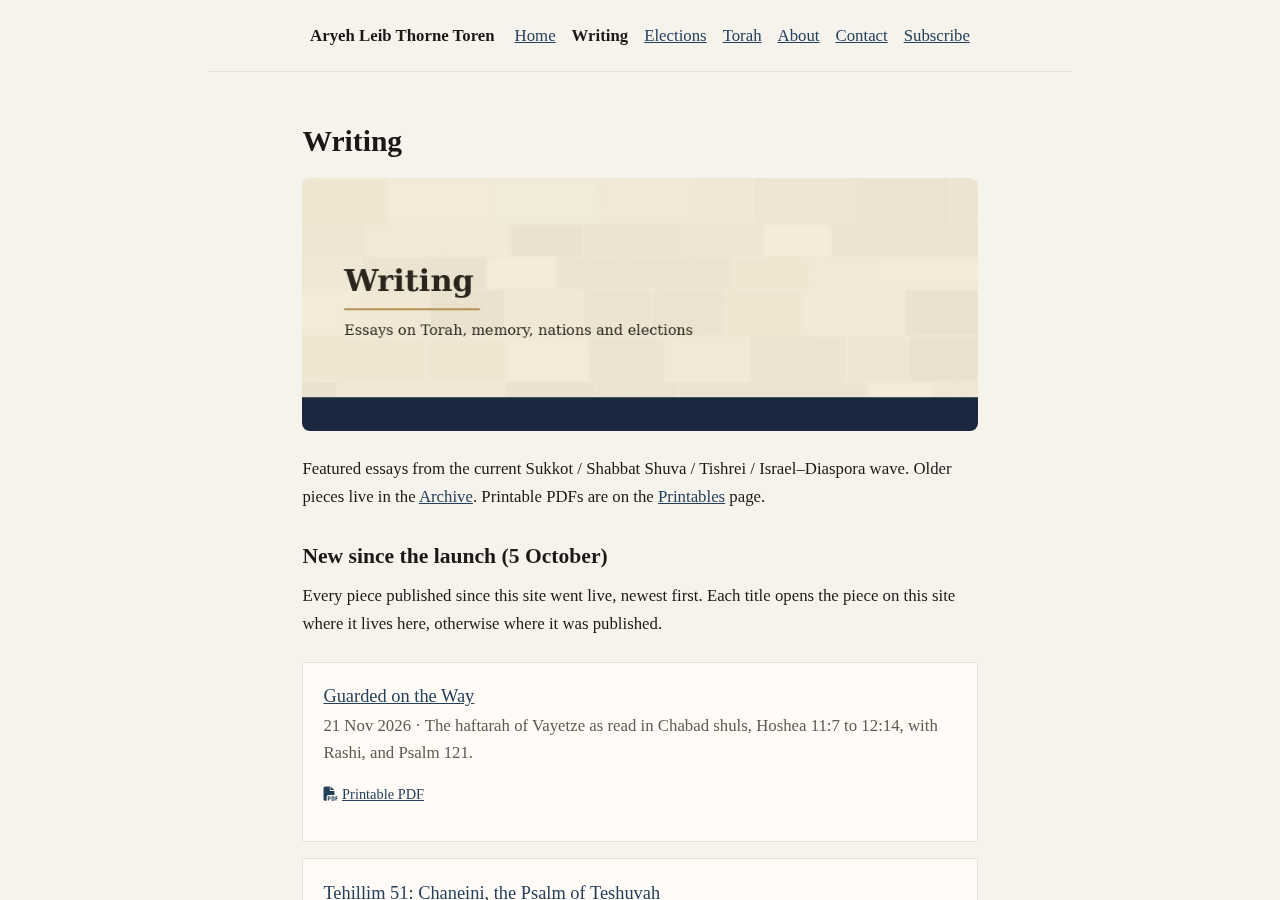 Aryeh Leib Thorne Toren Home Writing Elections Torah About Contact Subscribe
Writing
Writing
Essays on Torah, memory, nations and elections
Featured essays from the current Sukkot / Shabbat Shuva / Tishrei / Israel–Diaspora wave. Older
pieces live in the Archive. Printable PDFs are on the Printables page.
New since the launch (5 October)
Every piece published since this site went live, newest first. Each title opens the piece on this site
where it lives here, otherwise where it was published.
Guarded on the Way
21 Nov 2026 · The haftarah of Vayetze as read in Chabad shuls, Hoshea 11:7 to 12:14, with
Rashi, and Psalm 121.
PDF Printable PDF
Tehillim 51: Chaneini, the Psalm of Teshuvah